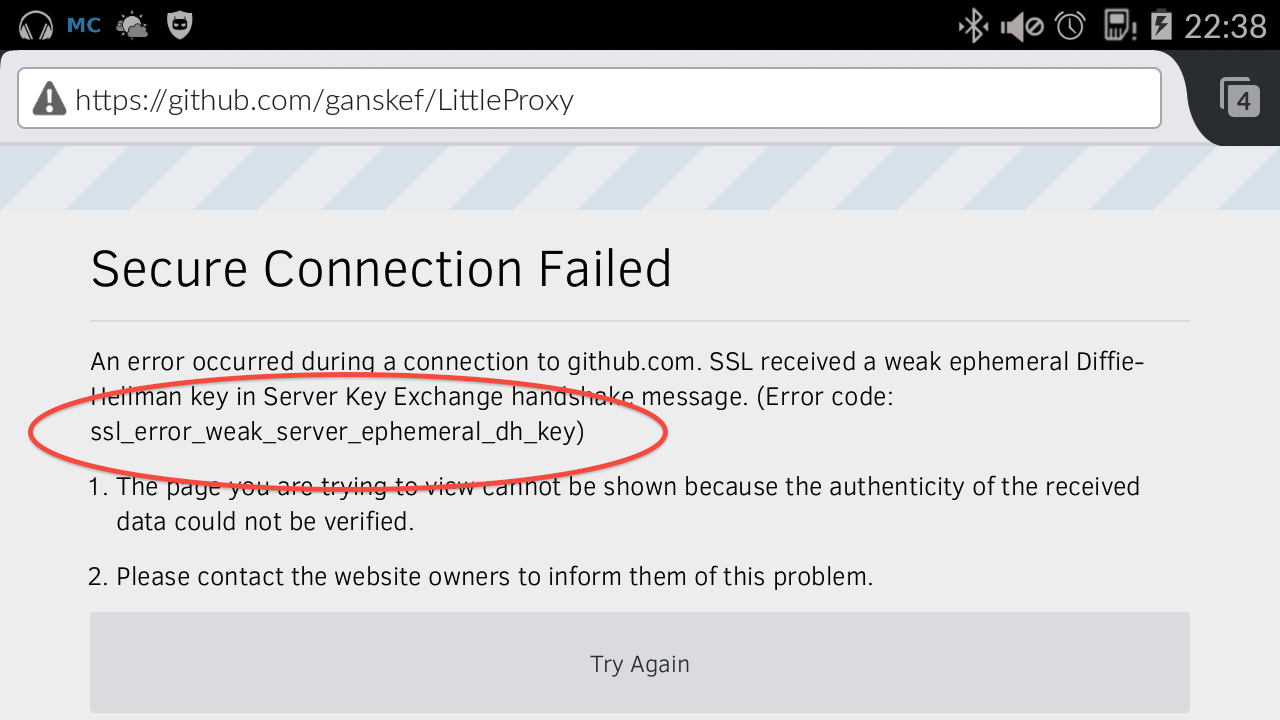 MC
22:38
https://github.com/ganskef/LittleProxy
4
Secure Connection Failed
An error occurred during a connection to github.com. SSL received a weak ephemeral Diffie-
Hellman key in Server Key Exchange handshake message. (Error code:
ssl_error_weak_server_ephemeral_dh_key)
1. The page you are trying to view cannot be shown because the authenticity of the received
data could not be verified.
2. Please contact the website owners to inform them of this problem.
Try Again